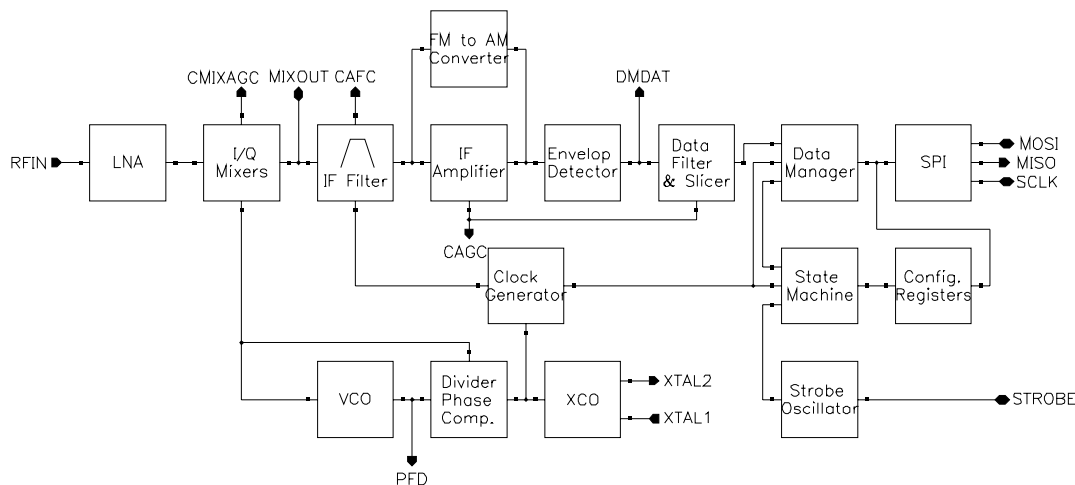 FM to AM
Converter
CMIXAGC
MIXOUT
CAFC
DMDAT
RFIN
LNA
I/Q
Mixers
IF Filter
IF
Amplifier
Envelop
Detector
Data
Filter
& Slicer
Data
Manager
SPI
MOSI
MISO
SCLK
CAGC
Clock
Generator
State
Machine
Config.
Registers
VCO
Divider
Phase
Comp.
XCO
XTAL2
XTAL1
Strobe
Oscillator
STROBE
PFD